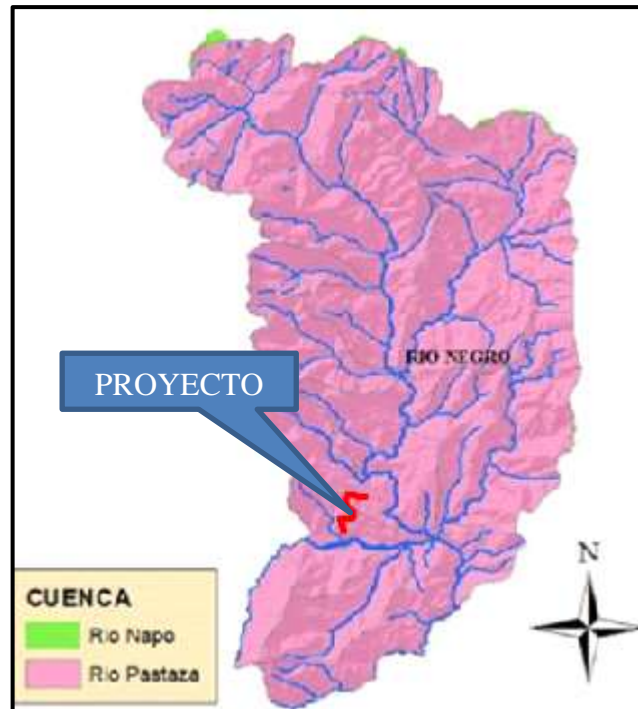 RIO NEGRO
PROYECTO
CUENCA
Rio Napo
Rio Pastaza
N